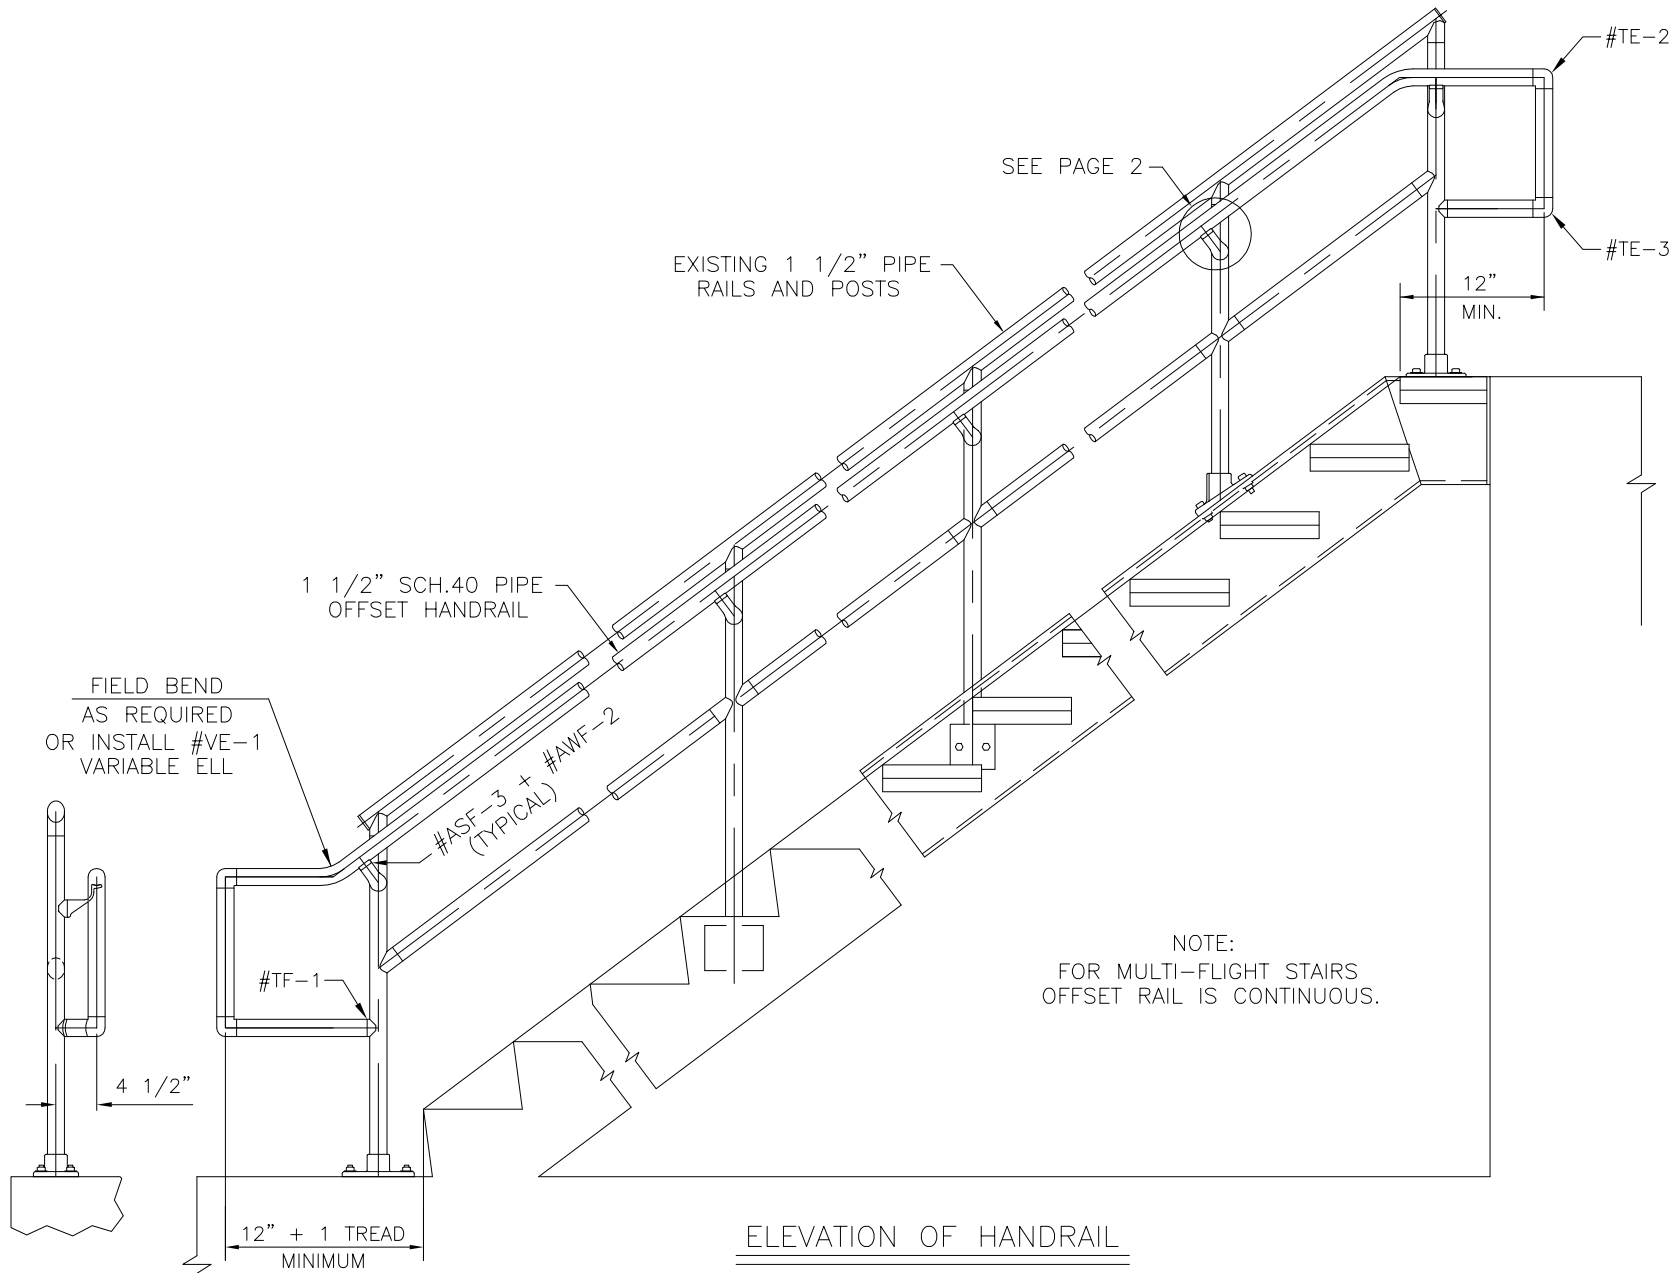 #TE-2
SEE PAGE 2
#TE-3
EXISTING 1 1/2" PIPE
RAILS AND POSTS
12"
MIN.
1 1/2" SCH.40 PIPE
OFFSET HANDRAIL
FIELD BEND
AS REQUIRED
OR INSTALL #VE-1
VARIABLE ELL
#ASF-3 + #AWF-2
(TYPICAL)
#TF-1
NOTE:
FOR MULTI-FLIGHT STAIRS
OFFSET RAIL IS CONTINUOUS.
4 1/2"
12" + 1 TREAD
MINIMUM
ELEVATION OF HANDRAIL